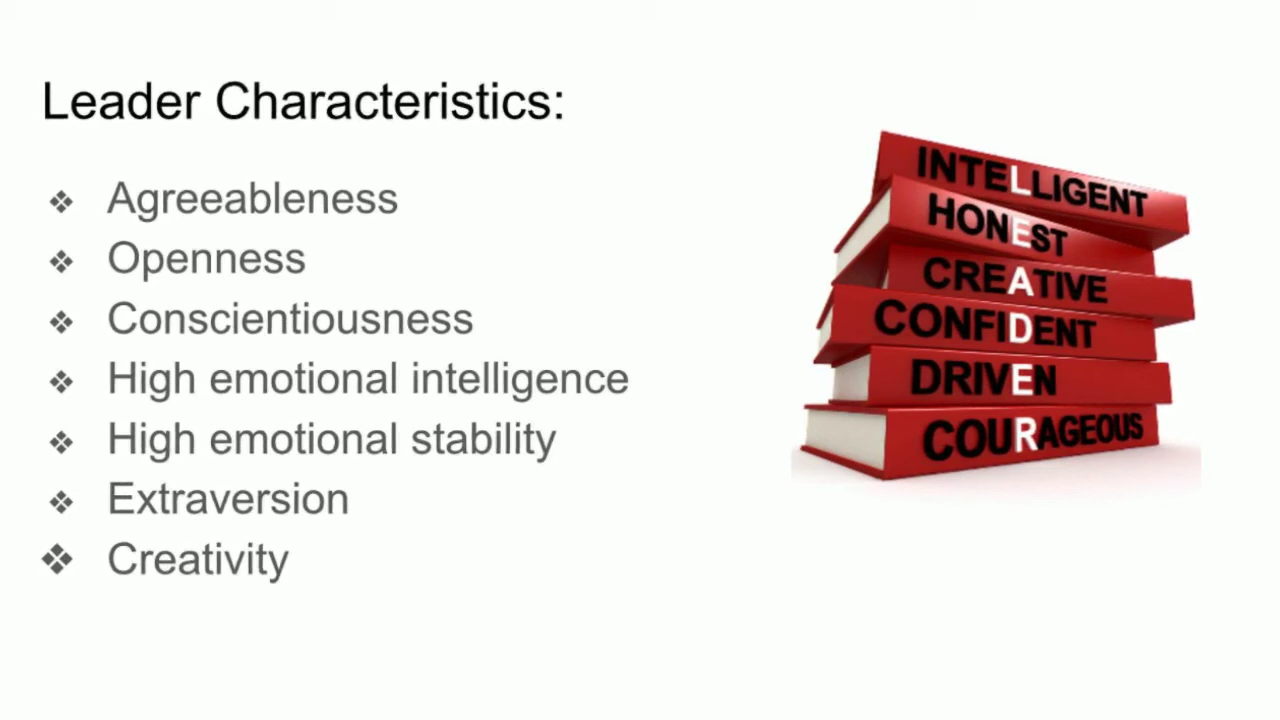 Leader Characteristics:
❖ Agreeableness
❖ Openness
❖ Conscientiousness
❖ High emotional intelligence
❖ High emotional stability
❖ Extraversion
❖ Creativity
INTELLIGENT
HONEST
CREATIVE
CONFIDENT
DRIVEN
COURAGEOUS